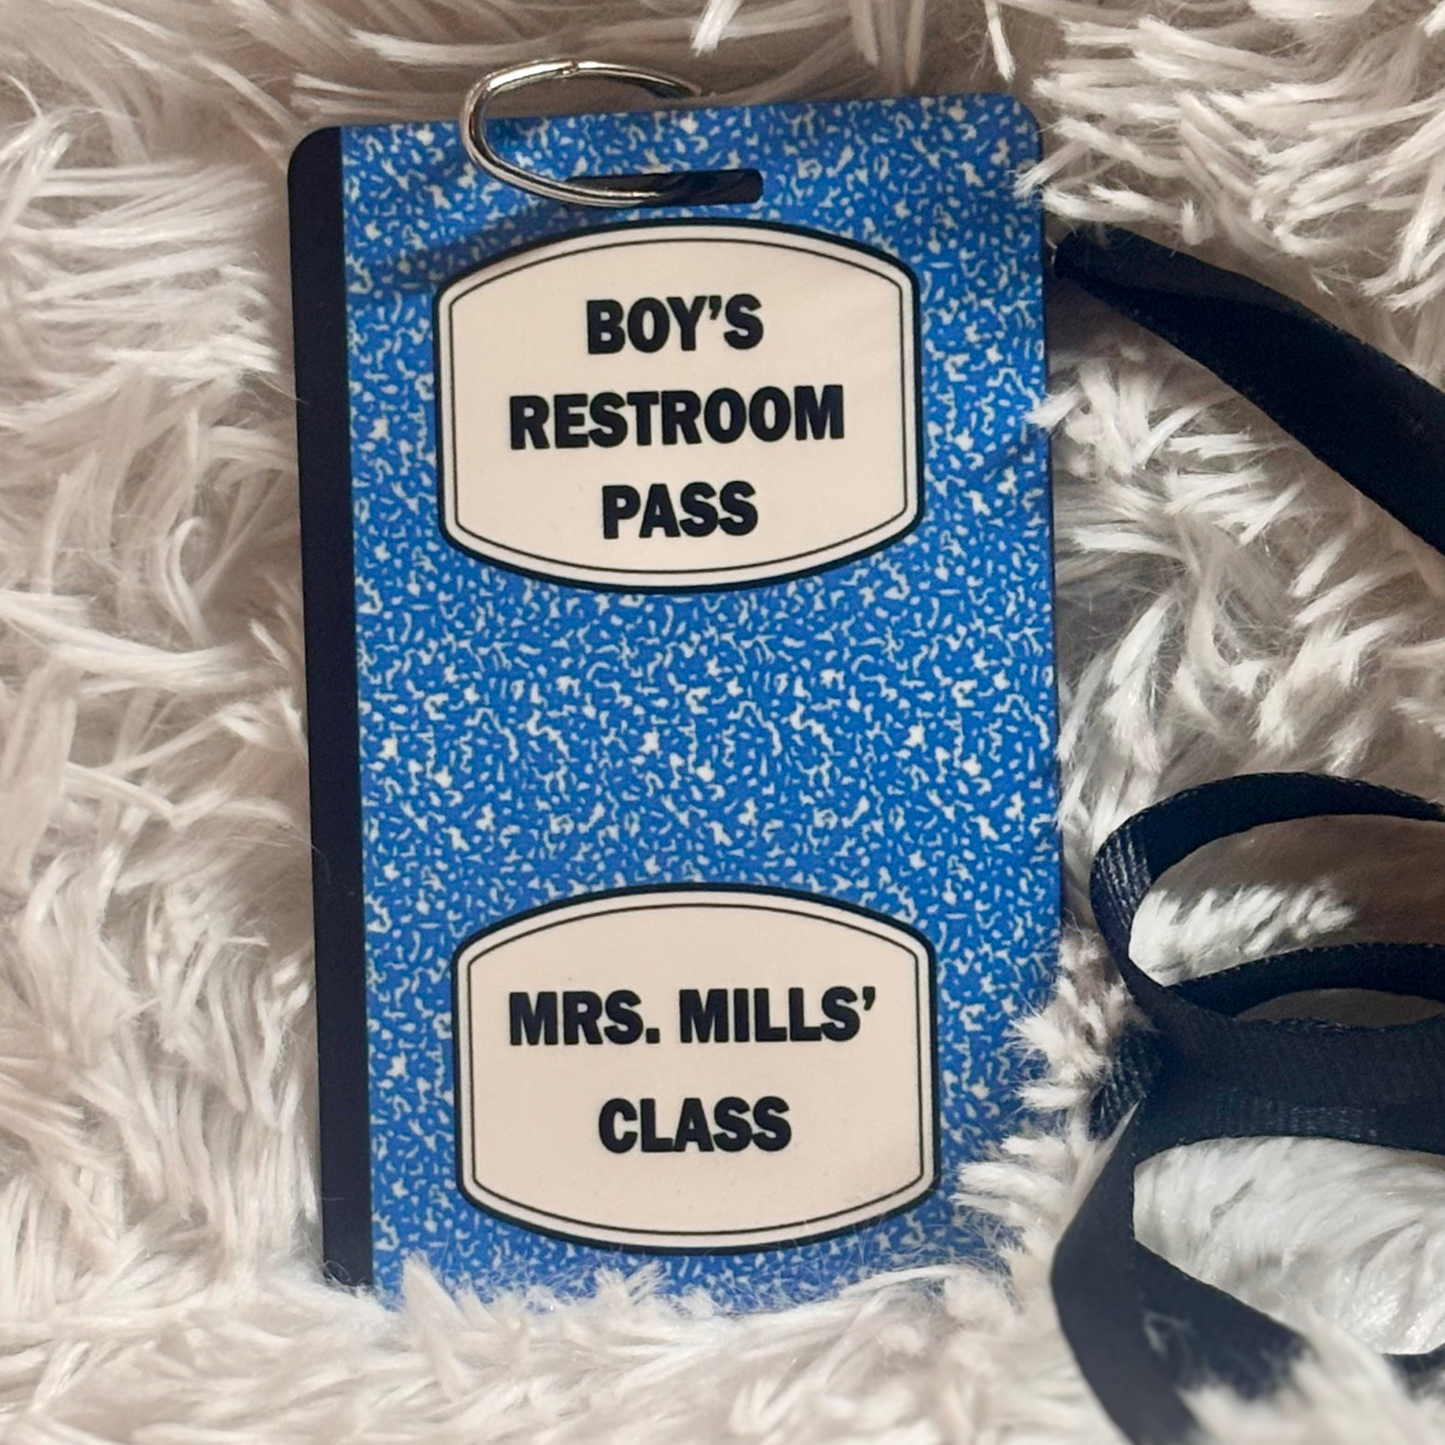 BOY’S
RESTROOM
PASS
MRS. MILLS’
CLASS